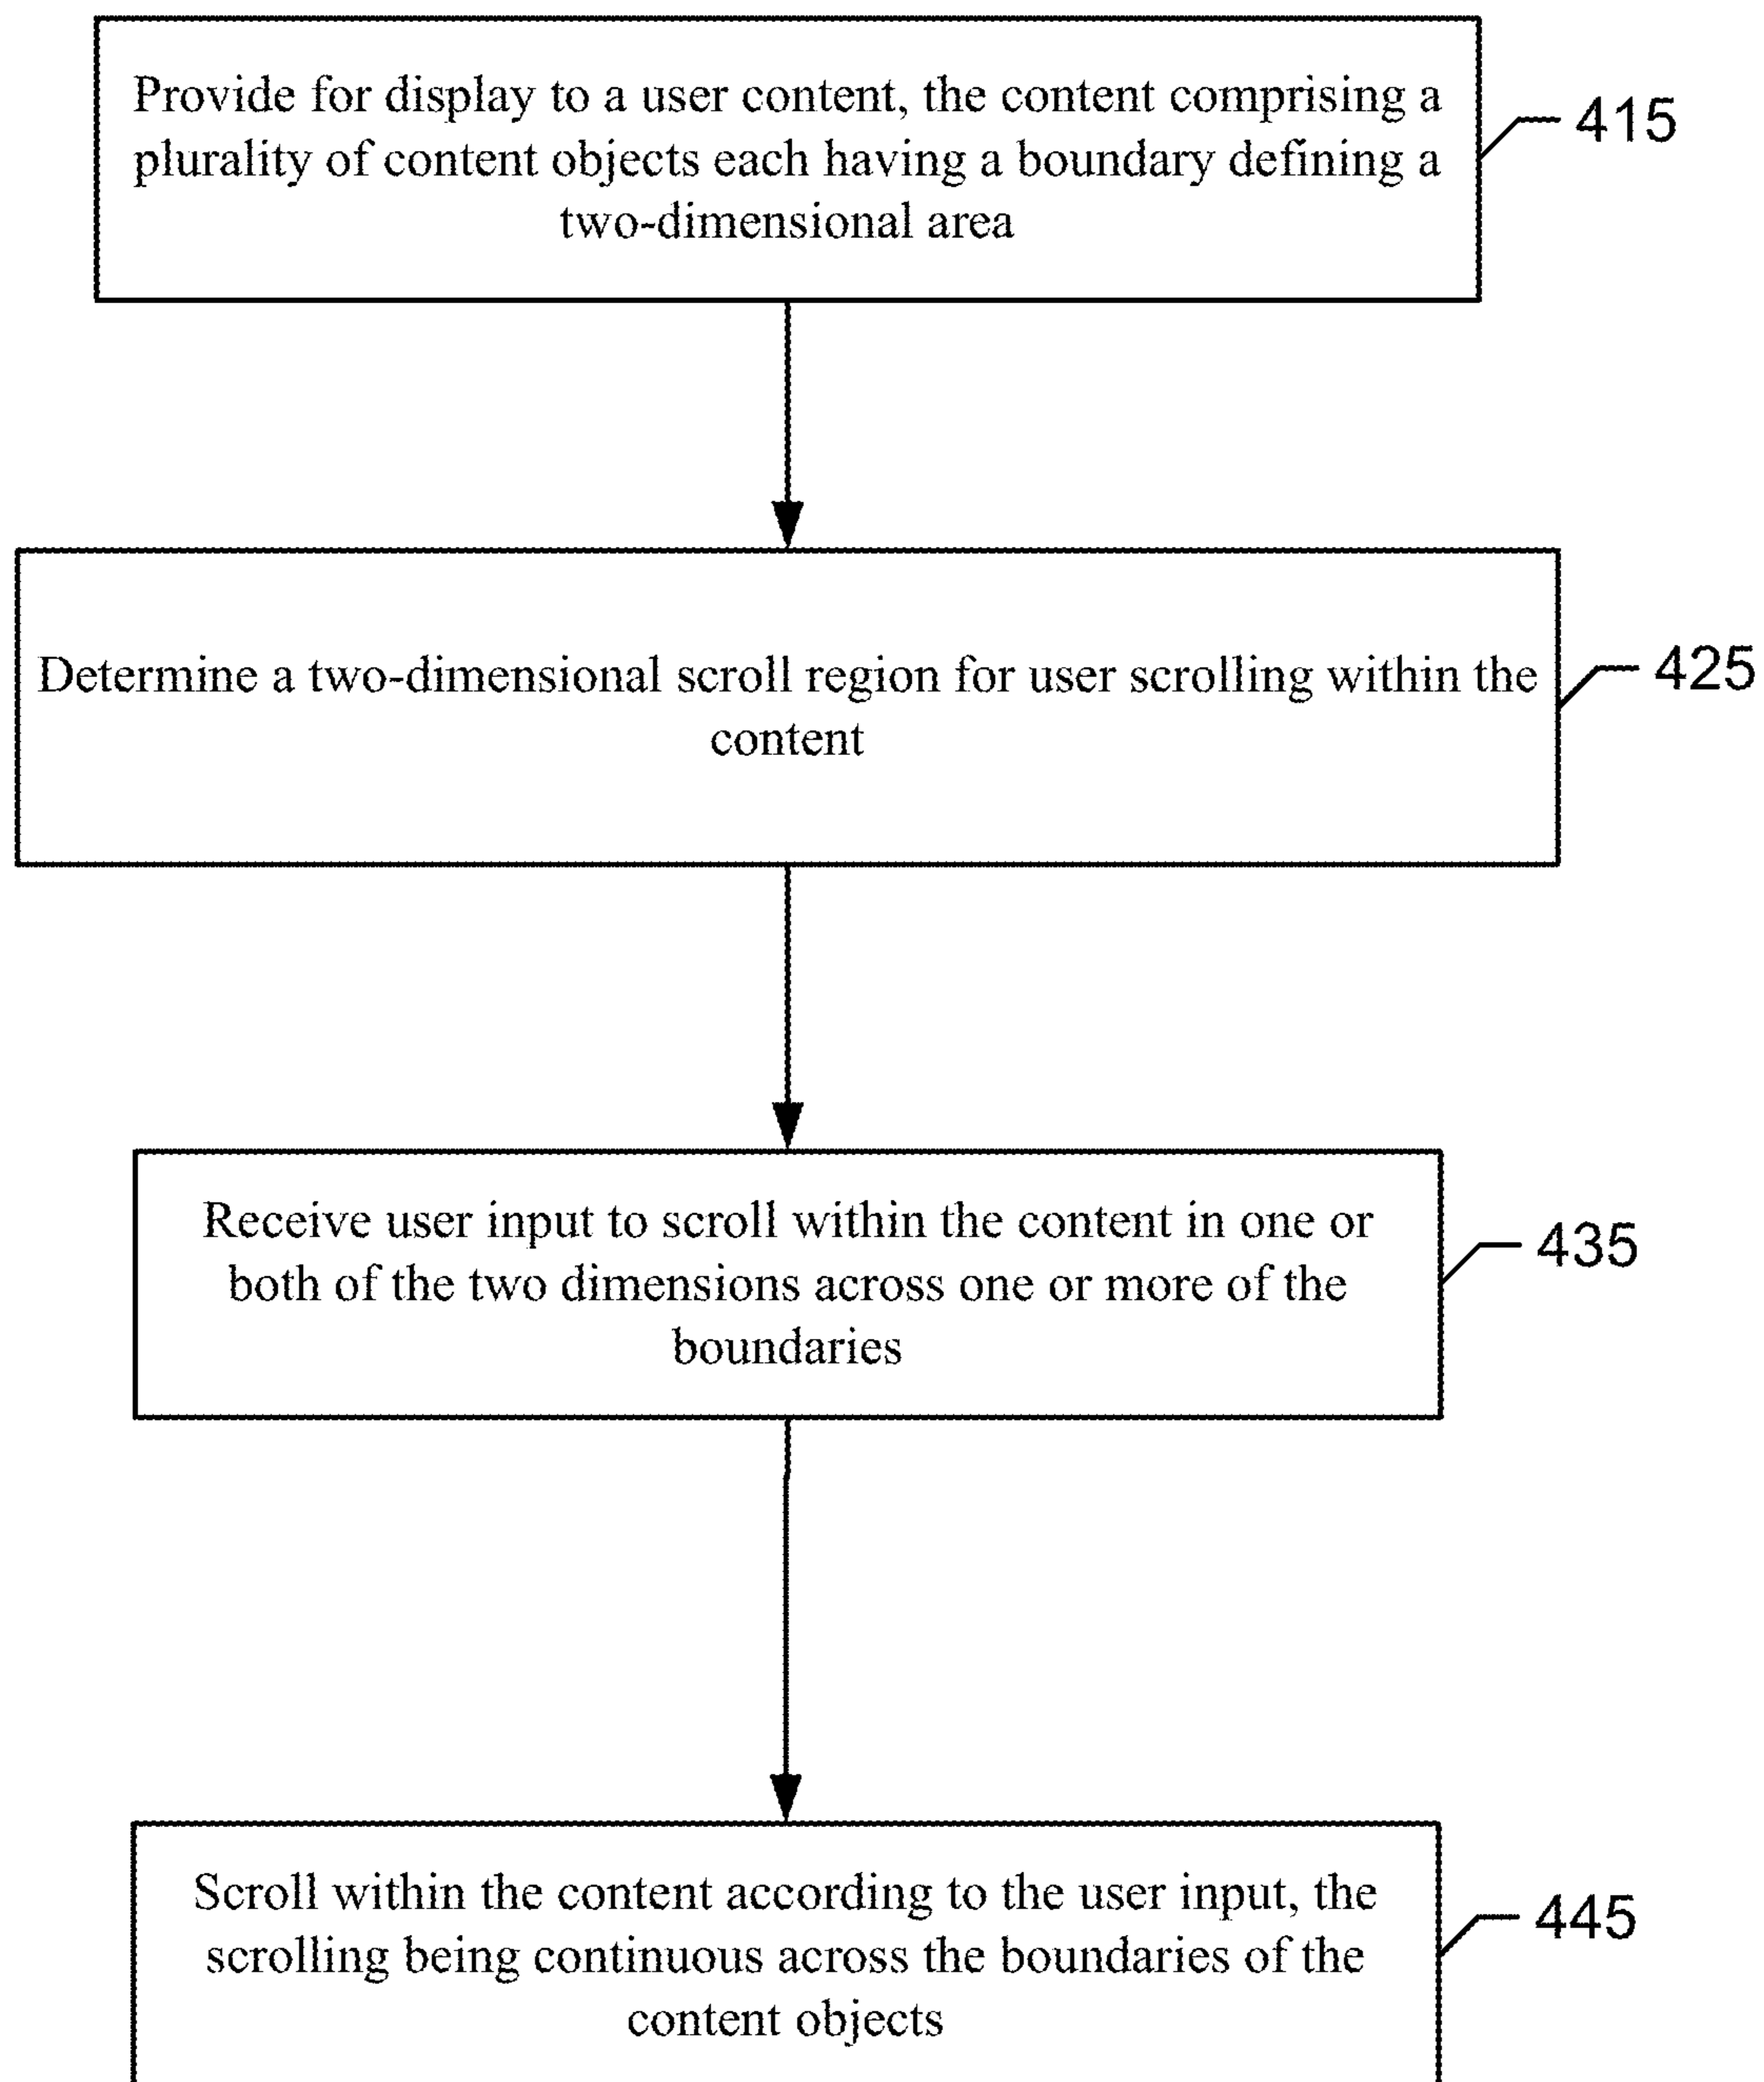 Provide for display to a user content, the content comprising a
plurality of content objects each having a boundary defining a
two-dimensional area
415
Determine a two-dimensional scroll region for user scrolling within the
content
425
Receive user input to scroll within the content in one or
both of the two dimensions across one or more of the
boundaries
435
Scroll within the content according to the user input, the
scrolling being continuous across the boundaries of the
content objects
445